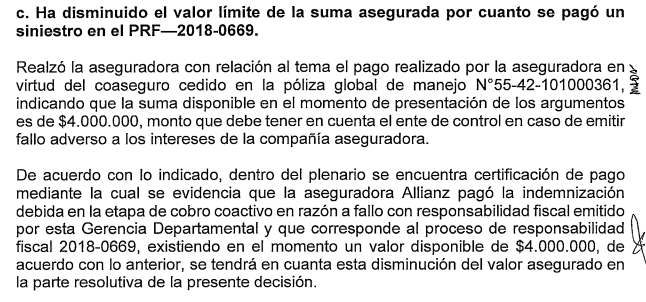 c. Ha disminuido el valor límite de la suma asegurada por cuanto se pagó un
siniestro en el PRF—2018-0669.
Realzó la aseguradora con relación al tema el pago realizado por la aseguradora en
virtud del coaseguro cedido en la póliza global de manejo N°55-42-101000361,
indicando que la suma disponible en el momento de presentación de los argumentos
es de $4.000.000, monto que debe tener en cuenta el ente de control en caso de emitir
fallo adverso a los intereses de la compañía aseguradora.
De acuerdo con lo indicado, dentro del plenario se encuentra certificación de pago
mediante la cual se evidencia que la aseguradora Allianz pagó la indemnización
debida en la etapa de cobro coactivo en razón a fallo con responsabilidad fiscal emitido
por esta Gerencia Departamental y que corresponde al proceso de responsabilidad
fiscal 2018-0669, existiendo en el momento un valor disponible de $4.000.000, de
acuerdo con lo anterior, se tendrá en cuanta esta disminución del valor asegurado en
la parte resolutiva de la presente decisión.